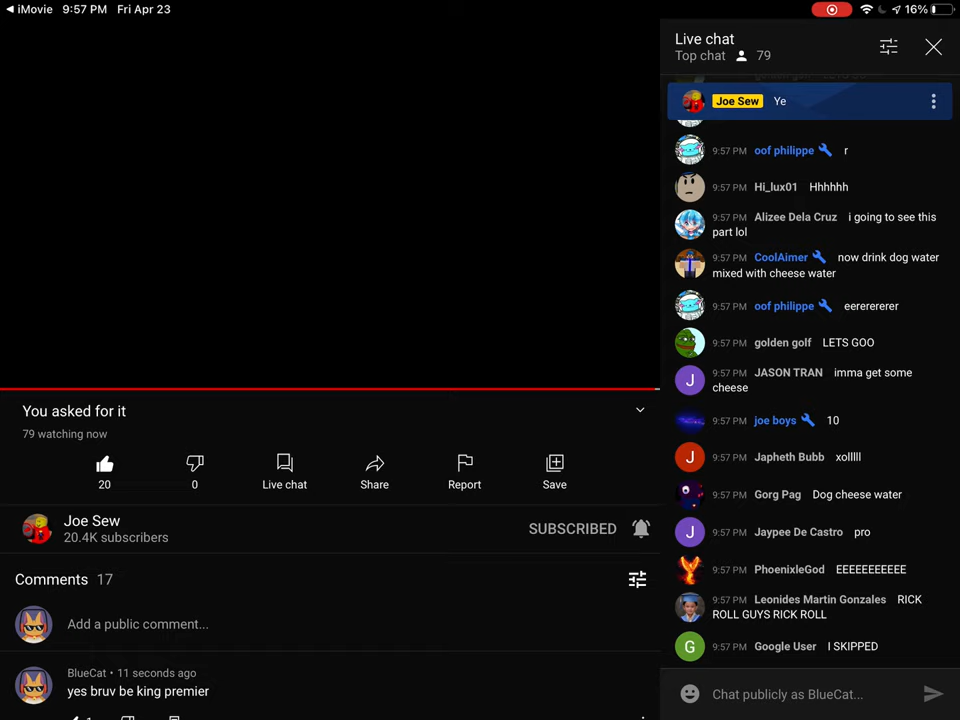 iMovie 9:57 PM Fri Apr 23 16%
Live chat
Top chat 79
Joe Sew Ye
9:57 PM oof philippe r
9:57 PM Hi_lux01 Hhhhhh
9:57 PM Alizee Dela Cruz i going to see this
part lol
9:57 PM CoolAimer now drink dog water
mixed with cheese water
9:57 PM oof philippe eererererer
9:57 PM golden golf LETS GOO
J 9:57 PM JASON TRAN imma get some
cheese
9:57 PM joe boys 10
J 9:57 PM Japheth Bubb xolllll
9:57 PM Gorg Pag Dog cheese water
J 9:57 PM Jaypee De Castro pro
9:57 PM PhoenixleGod EEEEEEEEEEE
9:57 PM Leonides Martin Gonzales RICK
ROLL GUYS RICK ROLL
G 9:57 PM Google User I SKIPPED
Chat publicly as BlueCat...
You asked for it
79 watching now
20 0 Live chat Share Report Save
Joe Sew
20.4K subscribers
SUBSCRIBED
Comments 17
Add a public comment...
BlueCat • 11 seconds ago
yes bruv be king premier